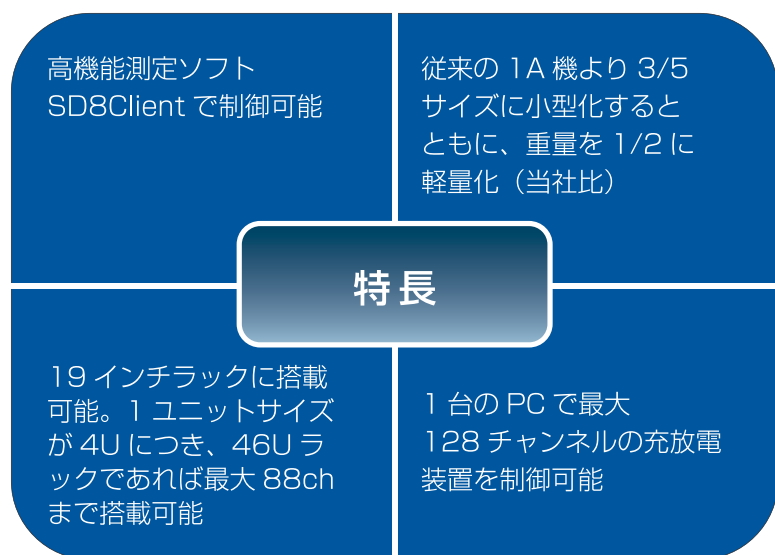 高機能測定ソフト
SD8Client で制御可能
従来の 1A 機より 3/5
サイズに小型化すると
ともに、重量を 1/2 に
軽量化（当社比）
特長
19 インチラックに搭載
可能。1 ユニットサイズ
が 4U につき、46U ラ
ックであれば最大 88ch
まで搭載可能
1 台の PC で最大
128 チャンネルの充放電
装置を制御可能